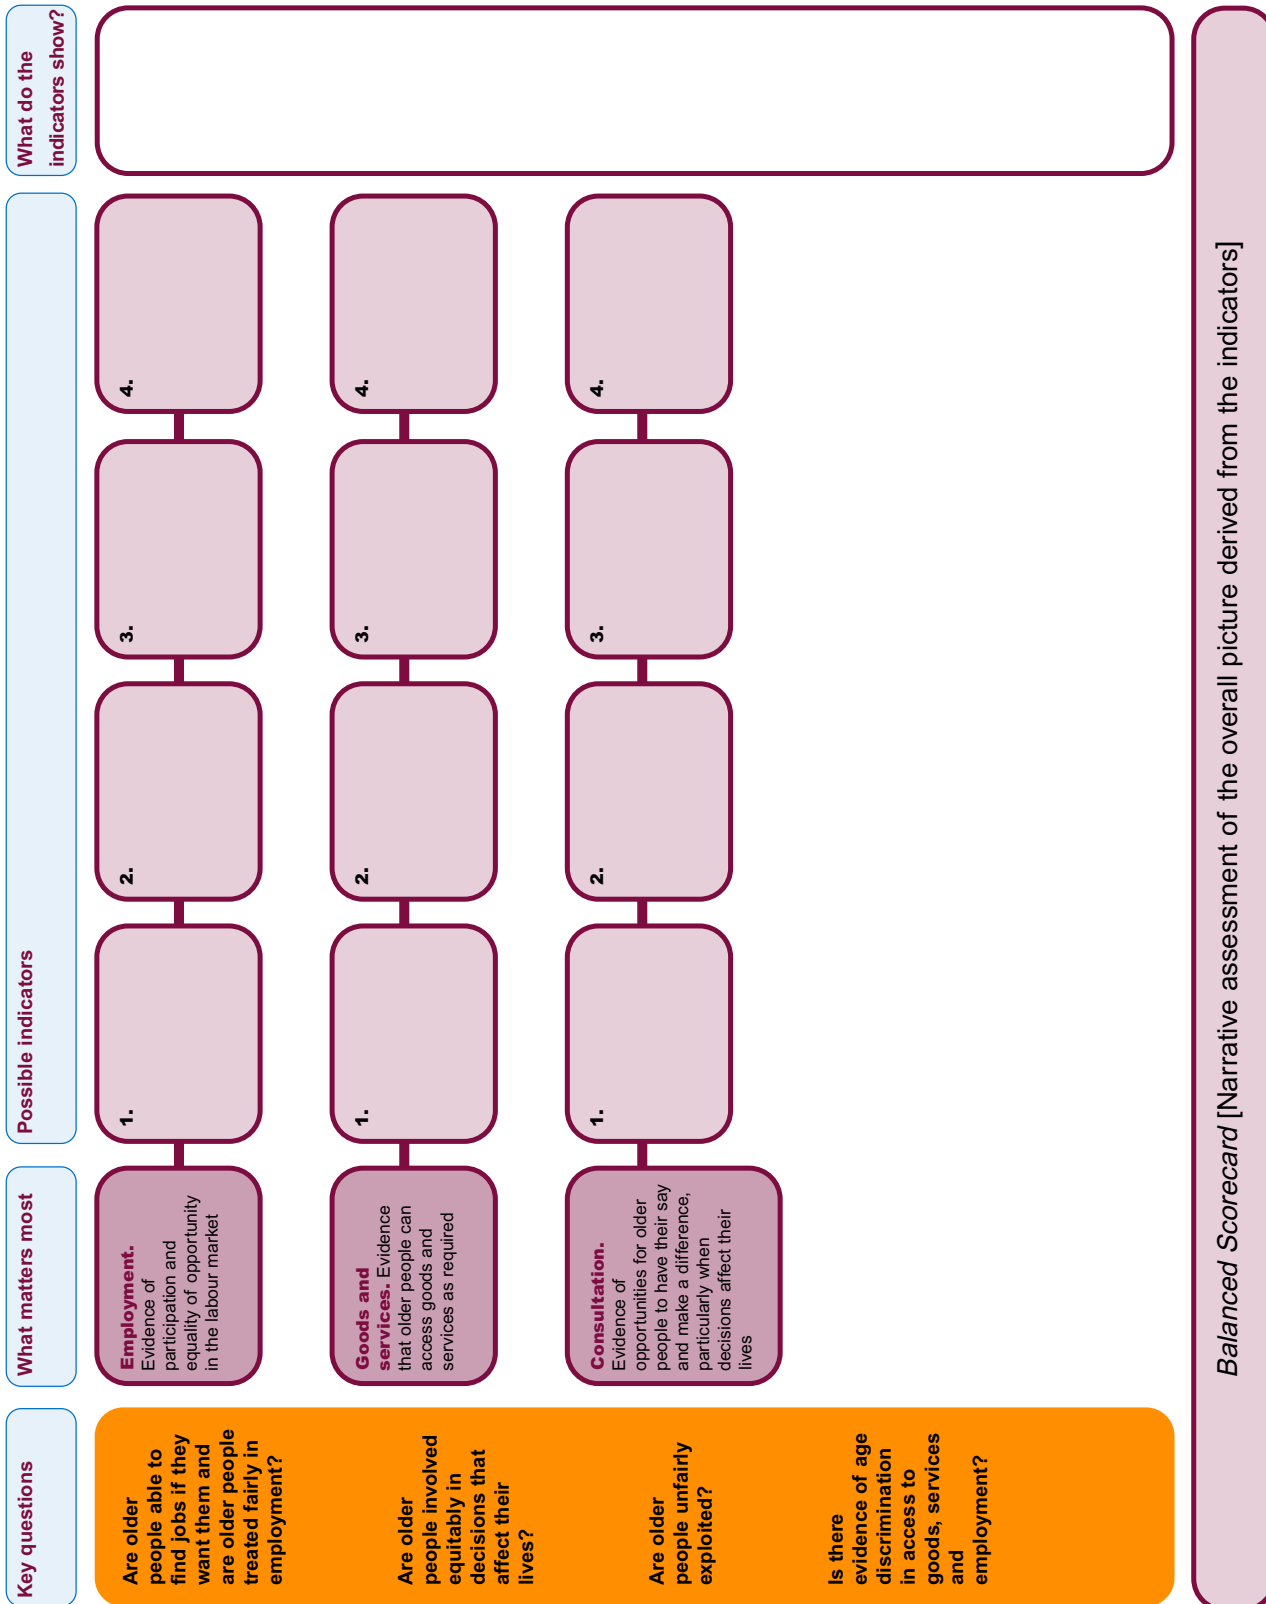 Key questions
What matters most
Possible indicators
What do the
indicators show?
Are older
people able to
find jobs if they
want them and
are older people
treated fairly in
employment?
Are older
people involved
equitably in
decisions that
affect their
lives?
Are older
people unfairly
exploited?
Is there
evidence of age
discrimination
in access to
goods, services
and
employment?
Employment.
Evidence of
participation and
equality of opportunity
in the labour market
1.
2.
3.
4.
Goods and
services. Evidence
that older people can
access goods and
services as required
1.
2.
3.
4.
Consultation.
Evidence of
opportunities for older
people to have their say
and make a difference,
particularly when
decisions affect their
lives
1.
2.
3.
4.
Balanced Scorecard [Narrative assessment of the overall picture derived from the indicators]